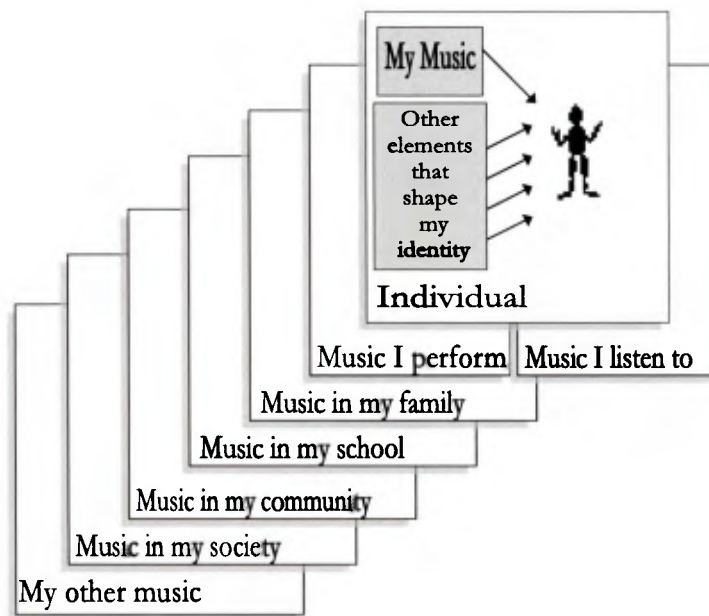 My Music
Other
elements
that
shape
my
identity
Individual
Music I perform
Music I listen to
Music in my family
Music in my school
Music in my community
Music in my society
My other music